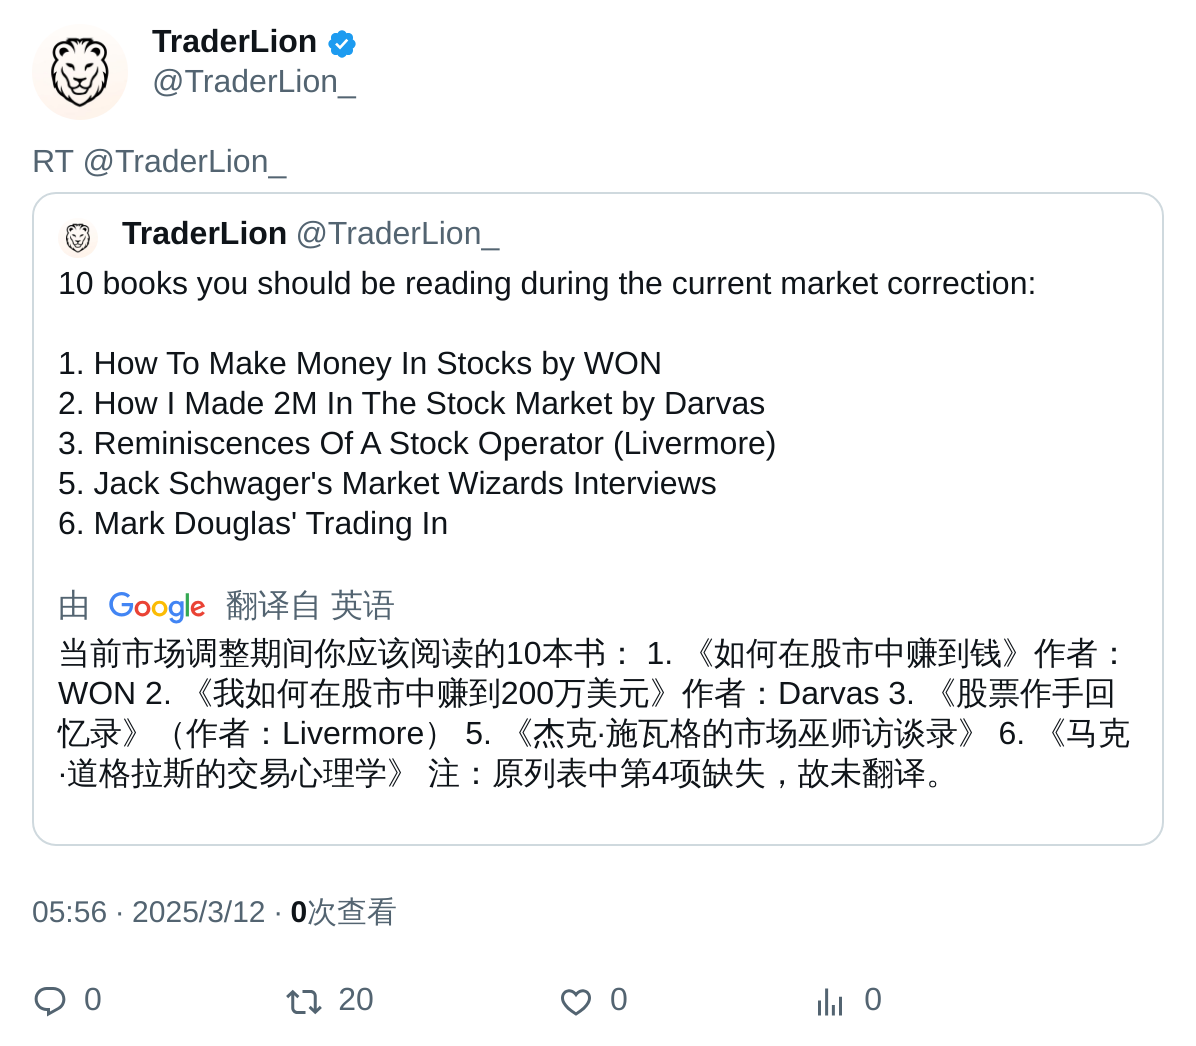 TraderLion
@TraderLion_
RT @TraderLion_
TraderLion @TraderLion_
10 books you should be reading during the current market correction:
1. How To Make Money In Stocks by WON
2. How I Made 2M In The Stock Market by Darvas
3. Reminiscences Of A Stock Operator (Livermore)
5. Jack Schwager's Market Wizards Interviews
6. Mark Douglas' Trading In
由 Google 翻译自 英语
当前市场调整期间你应该阅读的10本书： 1. 《如何在股市中赚到钱》作者：
WON 2. 《我如何在股市中赚到200万美元》作者：Darvas 3. 《股票作手回
忆录》（作者：Livermore） 5. 《杰克·施瓦格的市场巫师访谈录》 6. 《马克
·道格拉斯的交易心理学》 注：原列表中第4项缺失，故未翻译。
05:56 · 2025/3/12 · 0次查看
0 20 0 0